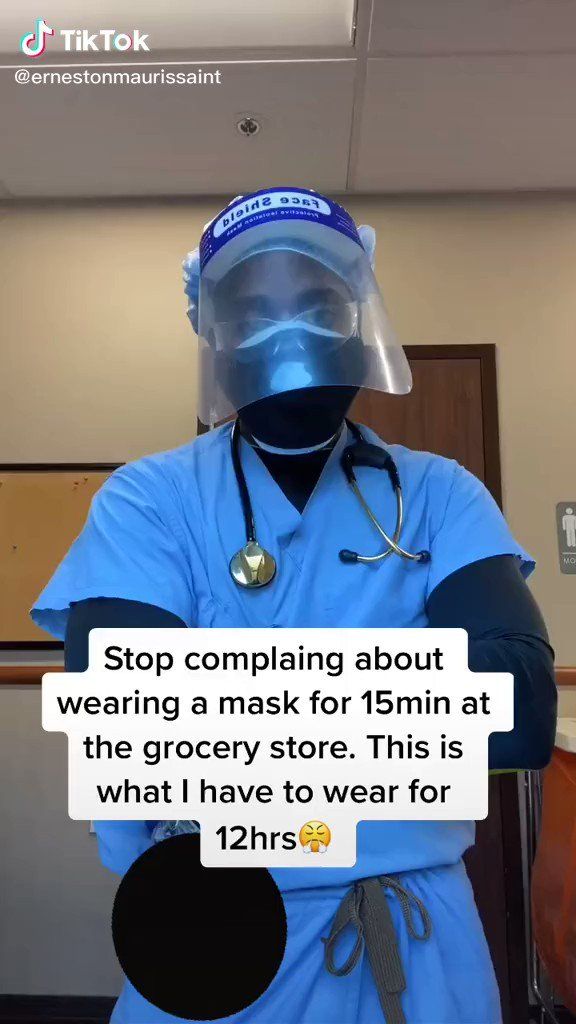 TikTok
@ernestonmaurissaint
Face Shield
Protective Isolation Mask
Stop complaing about
wearing a mask for 15min at
the grocery store. This is
what I have to wear for
12hrs😤